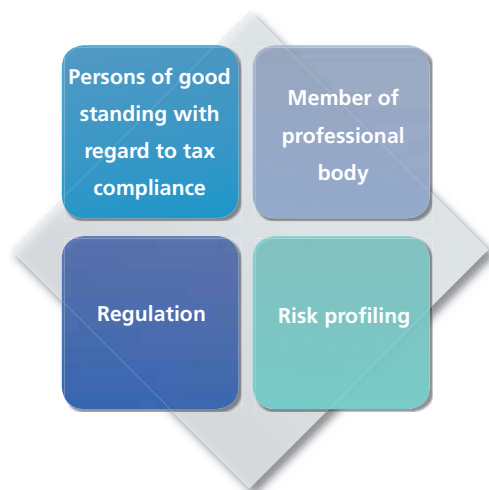 Persons of good
standing with
regard to tax
compliance
Member of
professional
body
Regulation
Risk profiling